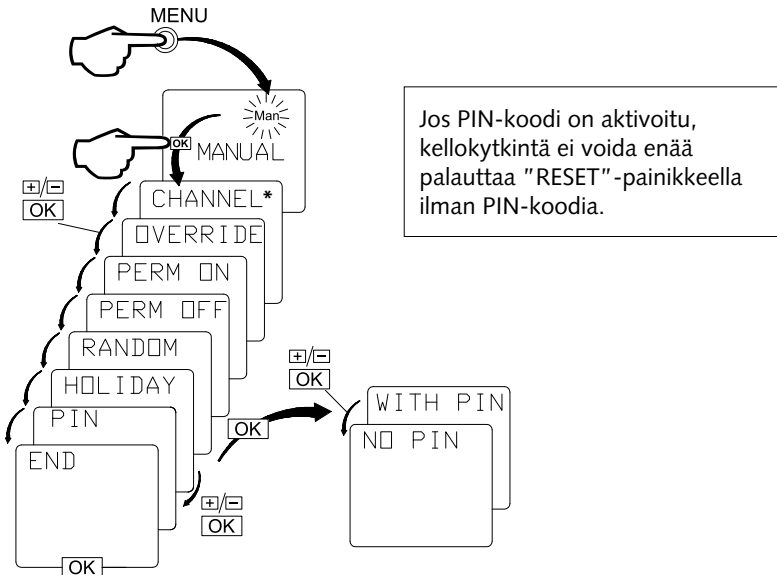 MENU
Man
OK
MANUAL
+/−
OK
CHANNEL*
OVERRIDE
PERM ON
PERM OFF
RANDOM
HOLIDAY
PIN
END
OK
+/−
OK
OK
+/−
OK
WITH PIN
NO PIN
Jos PIN-koodi on aktivoitu,
kellokytkintä ei voida enää
palauttaa ”RESET”-painikkeella
ilman PIN-koodia.